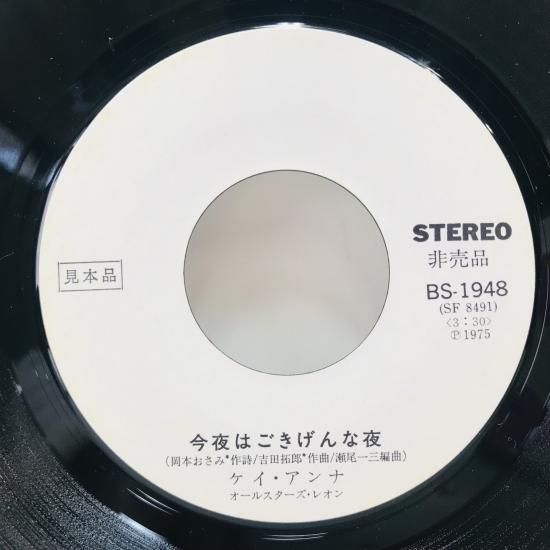 STEREO
非売品
見本品
BS-1948
(SF 8491)
〈3:30〉
Ⓟ1975
今夜はごきげんな夜
(岡本おさみ*作詩/吉田拓郎*作曲/瀬尾一三編曲)
ケイ・アンナ
オールスターズ・レオン